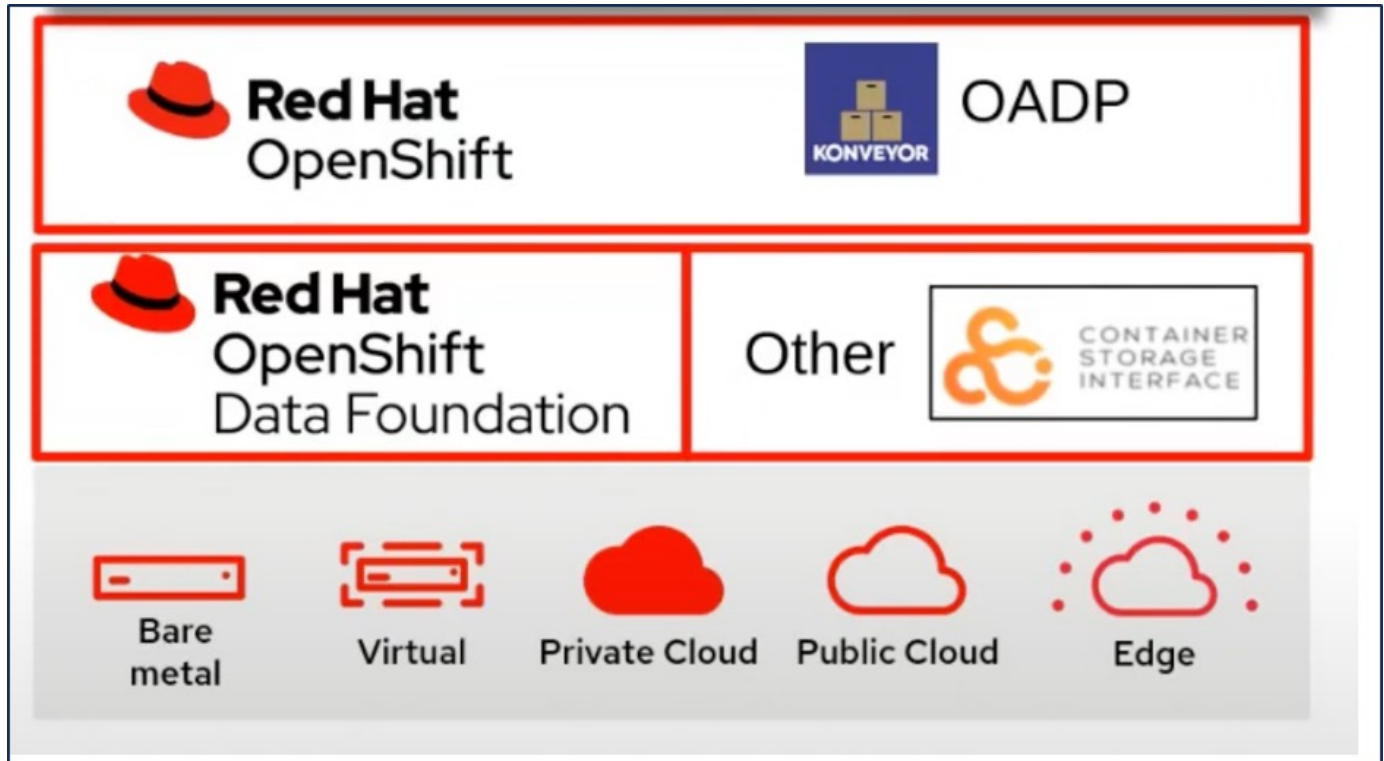 Red Hat
OpenShift
KONVEYOR
OADP
Red Hat
OpenShift
Data Foundation
Other
CONTAINER
STORAGE
INTERFACE
Bare
metal
Virtual
Private Cloud
Public Cloud
Edge